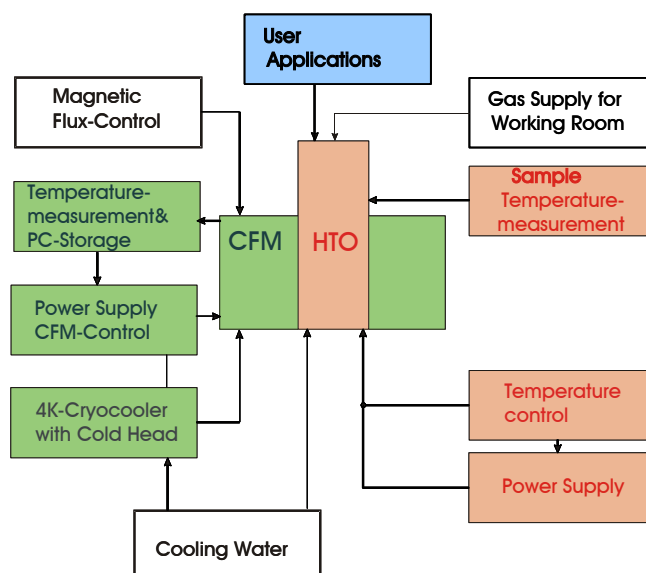 User
Applications
Magnetic
Flux-Control
Gas Supply for
Working Room
Temperature-
measurement&
PC-Storage
Sample
Temperature-
measurement
CFM
HTO
Power Supply
CFM-Control
4K-Cryocooler
with Cold Head
Temperature
control
Power Supply
Cooling Water